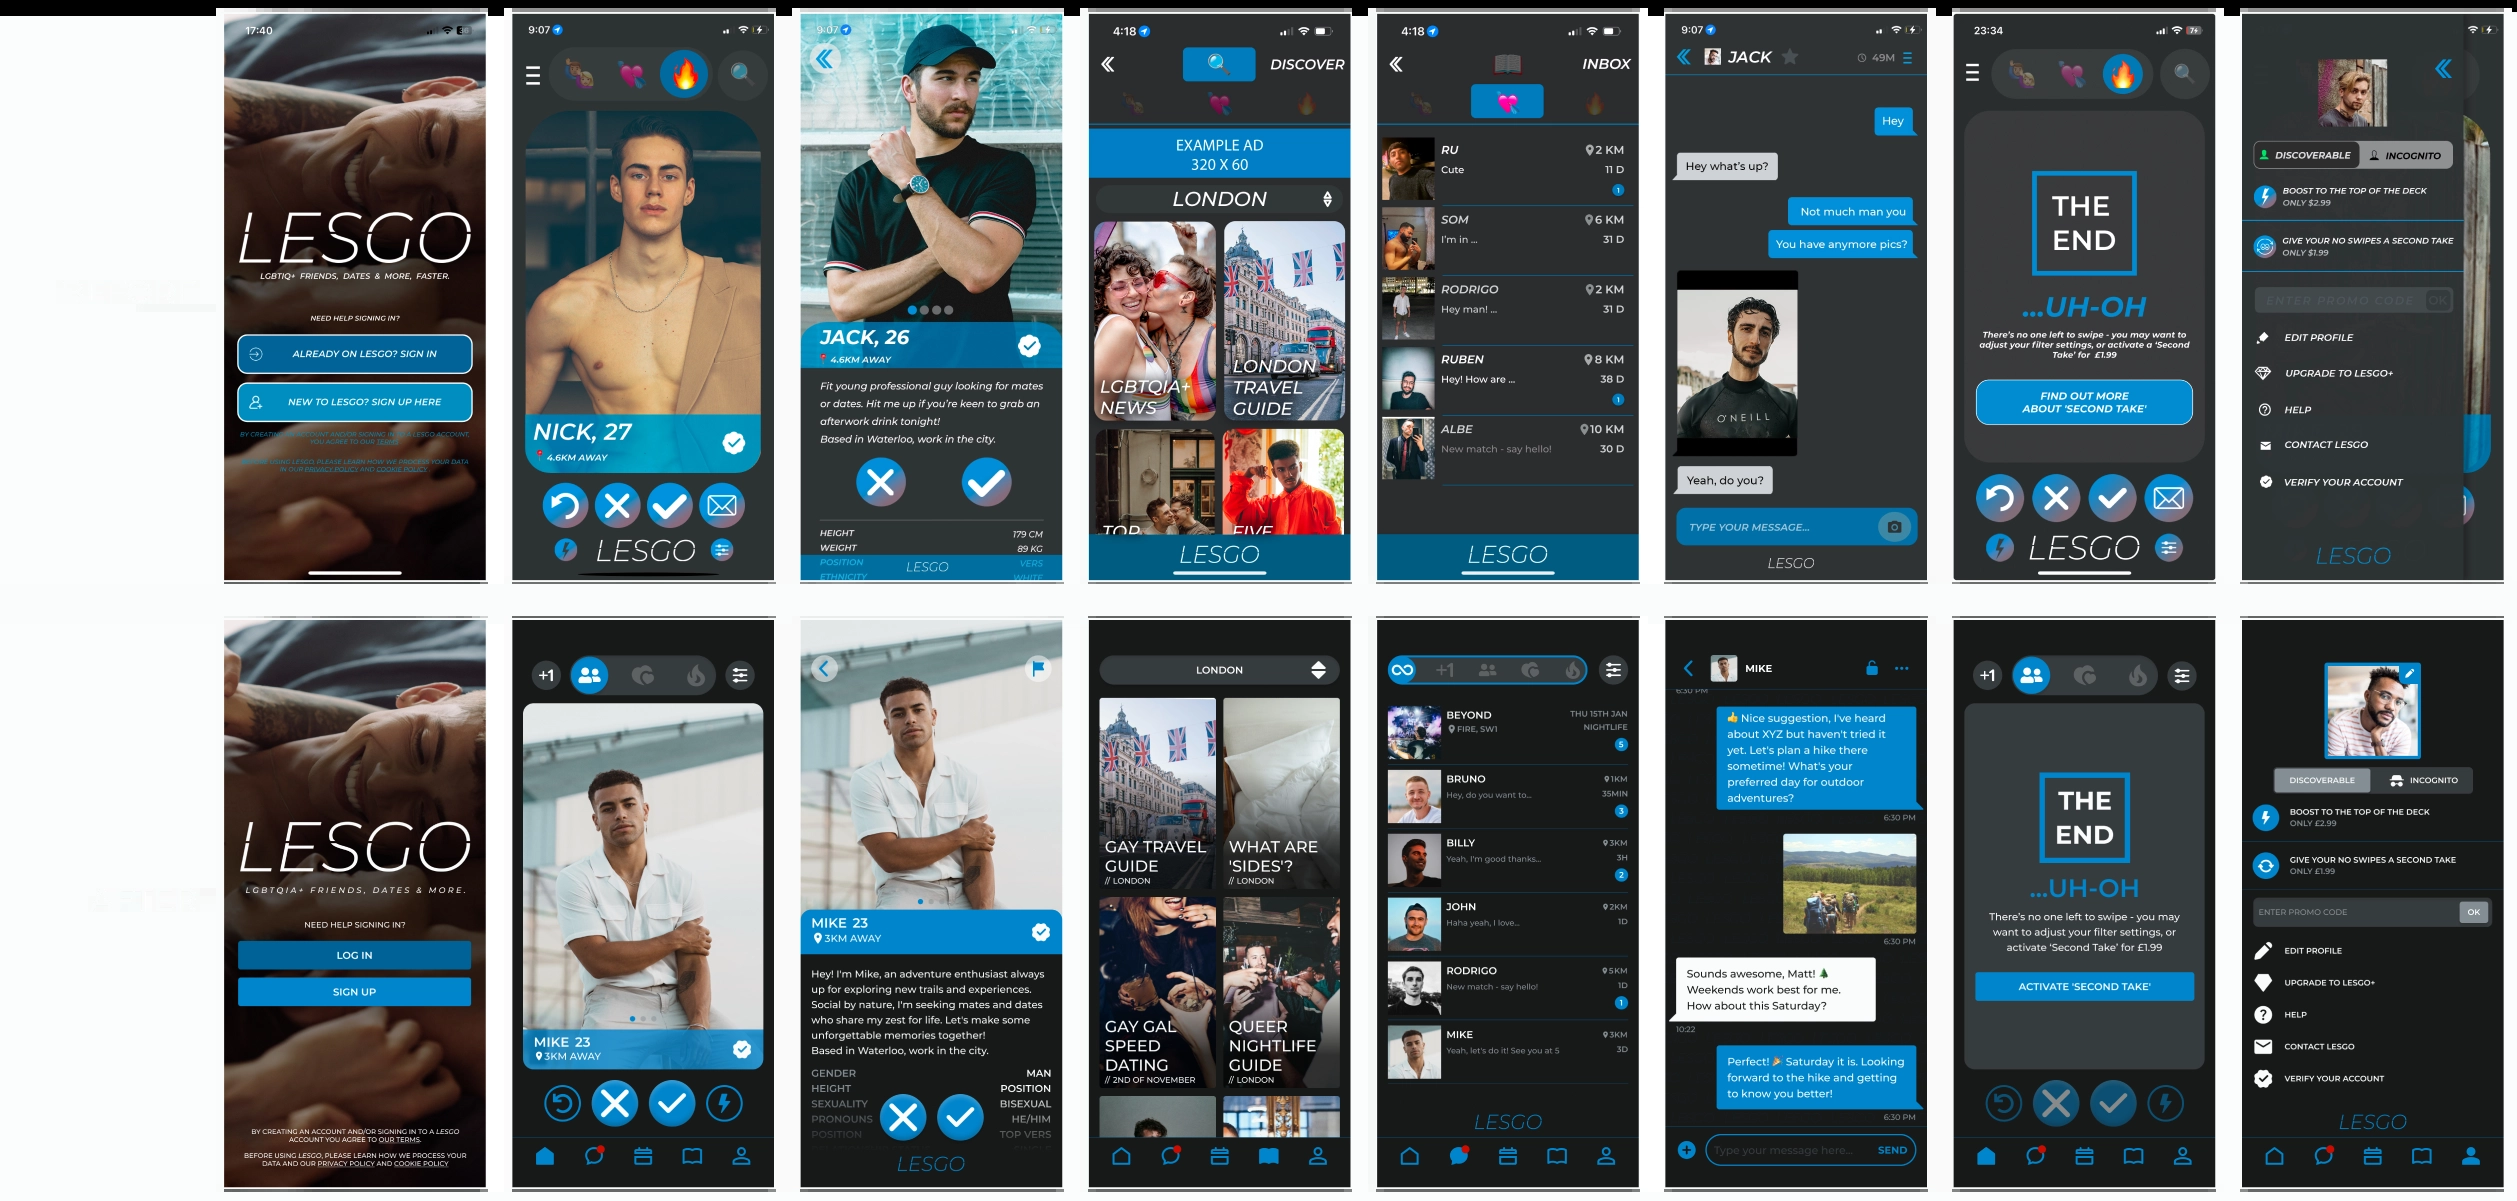 17:40
LESGO
LGBTIQ+ FRIENDS, DATES & MORE, FASTER.
NEED HELP SIGNING IN?
ALREADY ON LESGO? SIGN IN
NEW TO LESGO? SIGN UP HERE
BY CREATING AN ACCOUNT AND/OR SIGNING IN TO A LESGO ACCOUNT,
YOU AGREE TO OUR TERMS.
BEFORE USING LESGO, PLEASE LEARN HOW WE PROCESS YOUR DATA
IN OUR PRIVACY POLICY AND COOKIE POLICY
9:07
NICK, 27
4.6KM AWAY
LESGO
9:07
JACK, 26
4.6KM AWAY
Fit young professional guy looking for mates
or dates. Hit me up if you're keen to grab an
afterwork drink tonight!
Based in Waterloo, work in the city.
HEIGHT 179 CM
WEIGHT 89 KG
POSITION VERS
ETHNICITY WHITE
LESGO
4:18
DISCOVER
EXAMPLE AD
320 X 60
LONDON
LGBTQIA+
NEWS
LONDON
TRAVEL
GUIDE
TOP
FIVE
LESGO
4:18
INBOX
RU 2 KM
Cute 11 D
1
SOM 6 KM
I'm in ... 31 D
RODRIGO 2 KM
Hey man! ... 31 D
RUBEN 8 KM
Hey! How are ... 38 D
1
ALBE 10 KM
New match - say hello! 30 D
LESGO
9:07
JACK 49M
Hey
Hey what's up?
Not much man you
You have anymore pics?
O'NEILL
Yeah, do you?
TYPE YOUR MESSAGE...
LESGO
23:34
THE
END
...UH-OH
There's no one left to swipe - you may want to
adjust your filter settings, or activate a 'Second
Take' for £1.99
FIND OUT MORE
ABOUT 'SECOND TAKE'
LESGO
DISCOVERABLE INCOGNITO
BOOST TO THE TOP OF THE DECK
ONLY $2.99
GIVE YOUR NO SWIPES A SECOND TAKE
ONLY $1.99
ENTER PROMO CODE OK
EDIT PROFILE
UPGRADE TO LESGO+
HELP
CONTACT LESGO
VERIFY YOUR ACCOUNT
LESGO
LESGO
LGBTQIA+ FRIENDS, DATES & MORE.
NEED HELP SIGNING IN?
LOG IN
SIGN UP
BY CREATING AN ACCOUNT AND/OR SIGNING IN TO A LESGO
ACCOUNT YOU AGREE TO OUR TERMS.
BEFORE USING LESGO, PLEASE LEARN HOW WE PROCESS YOUR
DATA AND OUR PRIVACY POLICY AND COOKIE POLICY
+1
MIKE 23
3KM AWAY
MIKE 23
3KM AWAY
Hey! I'm Mike, an adventure enthusiast always
up for exploring new trails and experiences.
Social by nature, I'm seeking mates and dates
who share my zest for life. Let's make some
unforgettable memories together!
Based in Waterloo, work in the city.
GENDER MAN
HEIGHT POSITION
SEXUALITY BISEXUAL
PRONOUNS HE/HIM
POSITION TOP VERS
LESGO
LONDON
GAY TRAVEL
GUIDE
// LONDON
WHAT ARE
'SIDES'?
// LONDON
GAY GAL
SPEED
DATING
// 2ND OF NOVEMBER
QUEER
NIGHTLIFE
GUIDE
// LONDON
+1
BEYOND THU 15TH JAN
FIRE, SW1 NIGHTLIFE
5
BRUNO 1KM
Hey, do you want to... 35MIN
3
BILLY 3KM
Yeah, I'm good thanks... 3H
2
JOHN 2KM
Haha yeah, I love... 1D
RODRIGO 5KM
New match - say hello! 1D
1
MIKE 3KM
Yeah, let's do it! See you at 5 3D
LESGO
MIKE
6:30 PM
👍 Nice suggestion, I've heard
about XYZ but haven't tried it
yet. Let's plan a hike there
sometime! What's your
preferred day for outdoor
adventures?
6:30 PM
6:30 PM
Sounds awesome, Matt! 🌲
Weekends work best for me.
How about this Saturday?
10:22
Perfect! 🎉 Saturday it is. Looking
forward to the hike and getting
to know you better!
6:30 PM
Type your message here... SEND
+1
THE
END
...UH-OH
There's no one left to swipe - you may
want to adjust your filter settings, or
activate 'Second Take' for £1.99
ACTIVATE 'SECOND TAKE'
DISCOVERABLE INCOGNITO
BOOST TO THE TOP OF THE DECK
ONLY £2.99
GIVE YOUR NO SWIPES A SECOND TAKE
ONLY £1.99
ENTER PROMO CODE OK
EDIT PROFILE
UPGRADE TO LESGO+
HELP
CONTACT LESGO
VERIFY YOUR ACCOUNT
LESGO